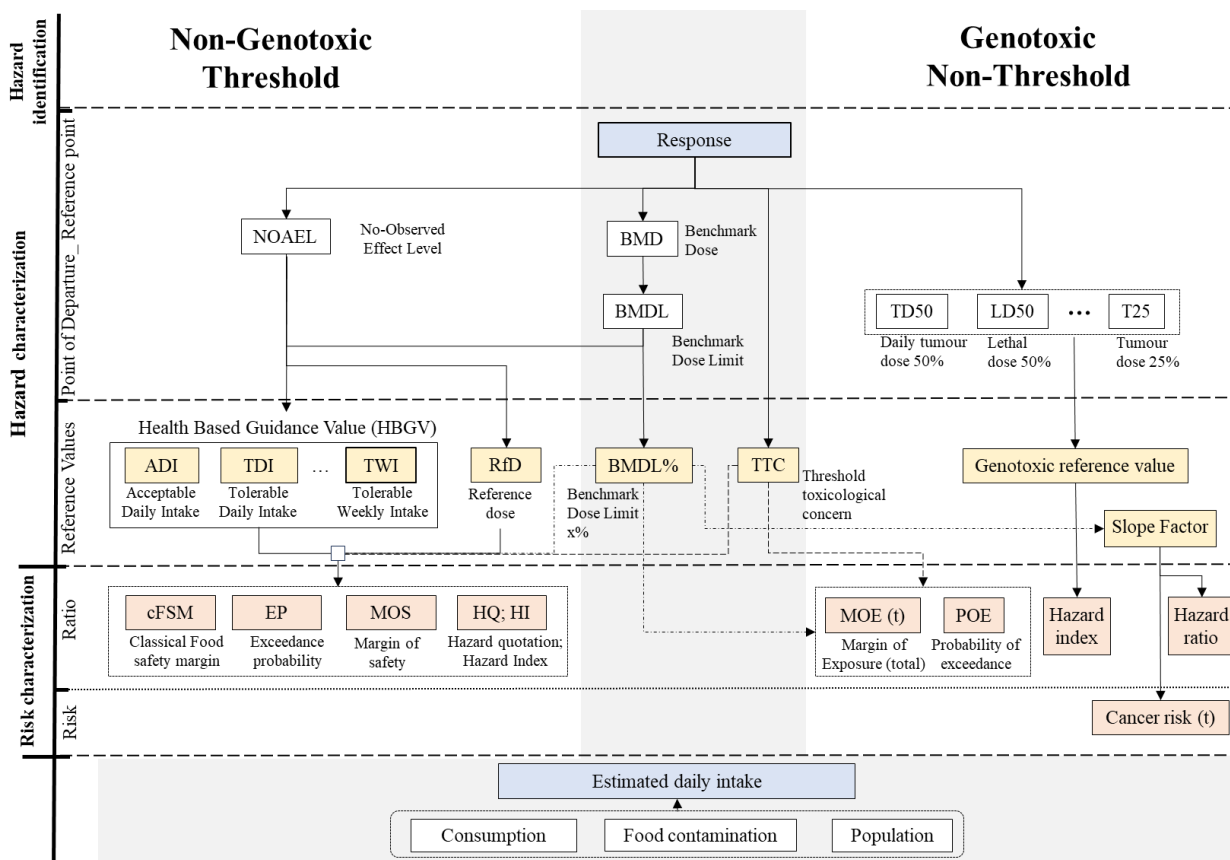 Non-Genotoxic
Threshold
Genotoxic
Non-Threshold
Hazard
identification
Hazard characterization
Point of Departure_ Reference point
Response
NOAEL
No-Observed
Effect Level
BMD
Benchmark
Dose
BMDL
Benchmark
Dose Limit
TD50
LD50
...
T25
Daily tumour
dose 50%
Lethal
dose 50%
Tumour
dose 25%
Reference Values
Health Based Guidance Value (HBGV)
ADI
TDI
...
TWI
Acceptable
Daily Intake
Tolerable
Daily Intake
Tolerable
Weekly Intake
RfD
Reference
dose
BMDL%
Benchmark
Dose Limit
x%
TTC
Threshold
toxicological
concern
Genotoxic reference value
Slope Factor
Risk characterization
Ratio
cFSM
Classical Food
safety margin
EP
Exceedance
probability
MOS
Margin of
safety
HQ; HI
Hazard quotation;
Hazard Index
MOE (t)
Margin of
Exposure (total)
POE
Probability of
exceedance
Hazard
index
Hazard
ratio
Risk
Cancer risk (t)
Estimated daily intake
Consumption
Food contamination
Population